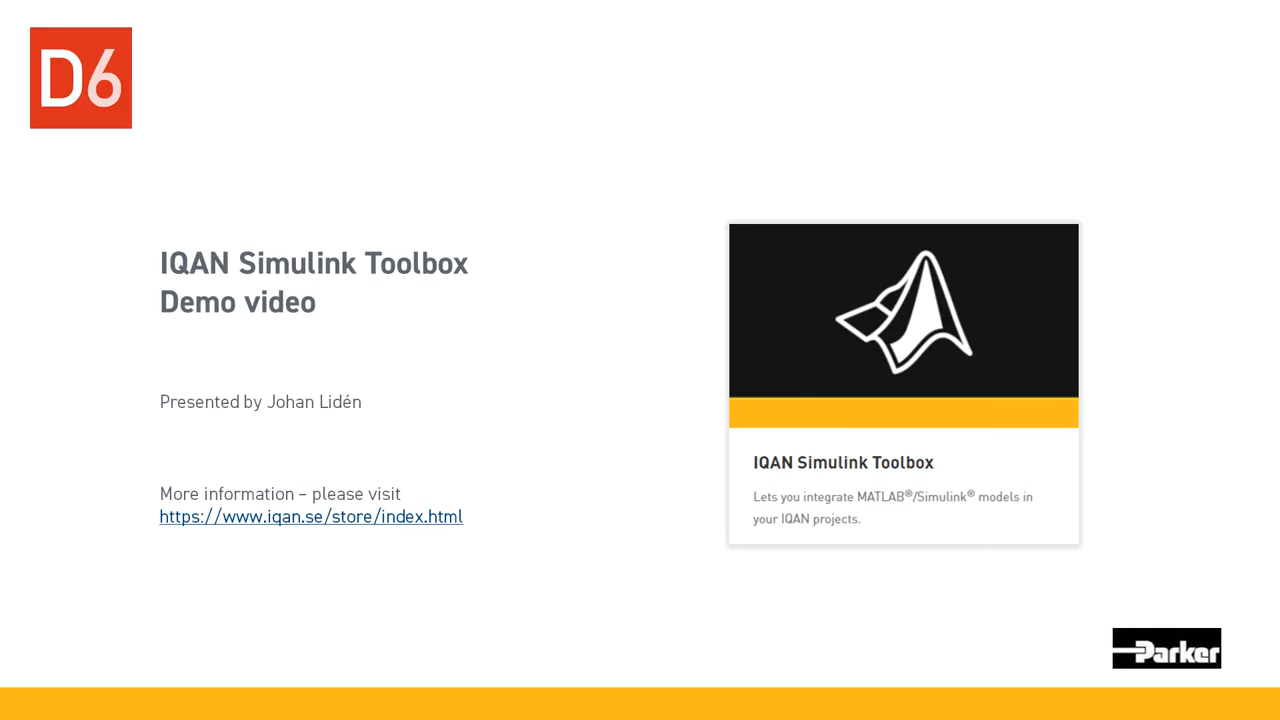 D6
IQAN Simulink Toolbox
Demo video
Presented by Johan Lidén
More information – please visit
https://www.iqan.se/store/index.html
IQAN Simulink Toolbox
Lets you integrate MATLAB®/Simulink® models in
your IQAN projects.
Parker